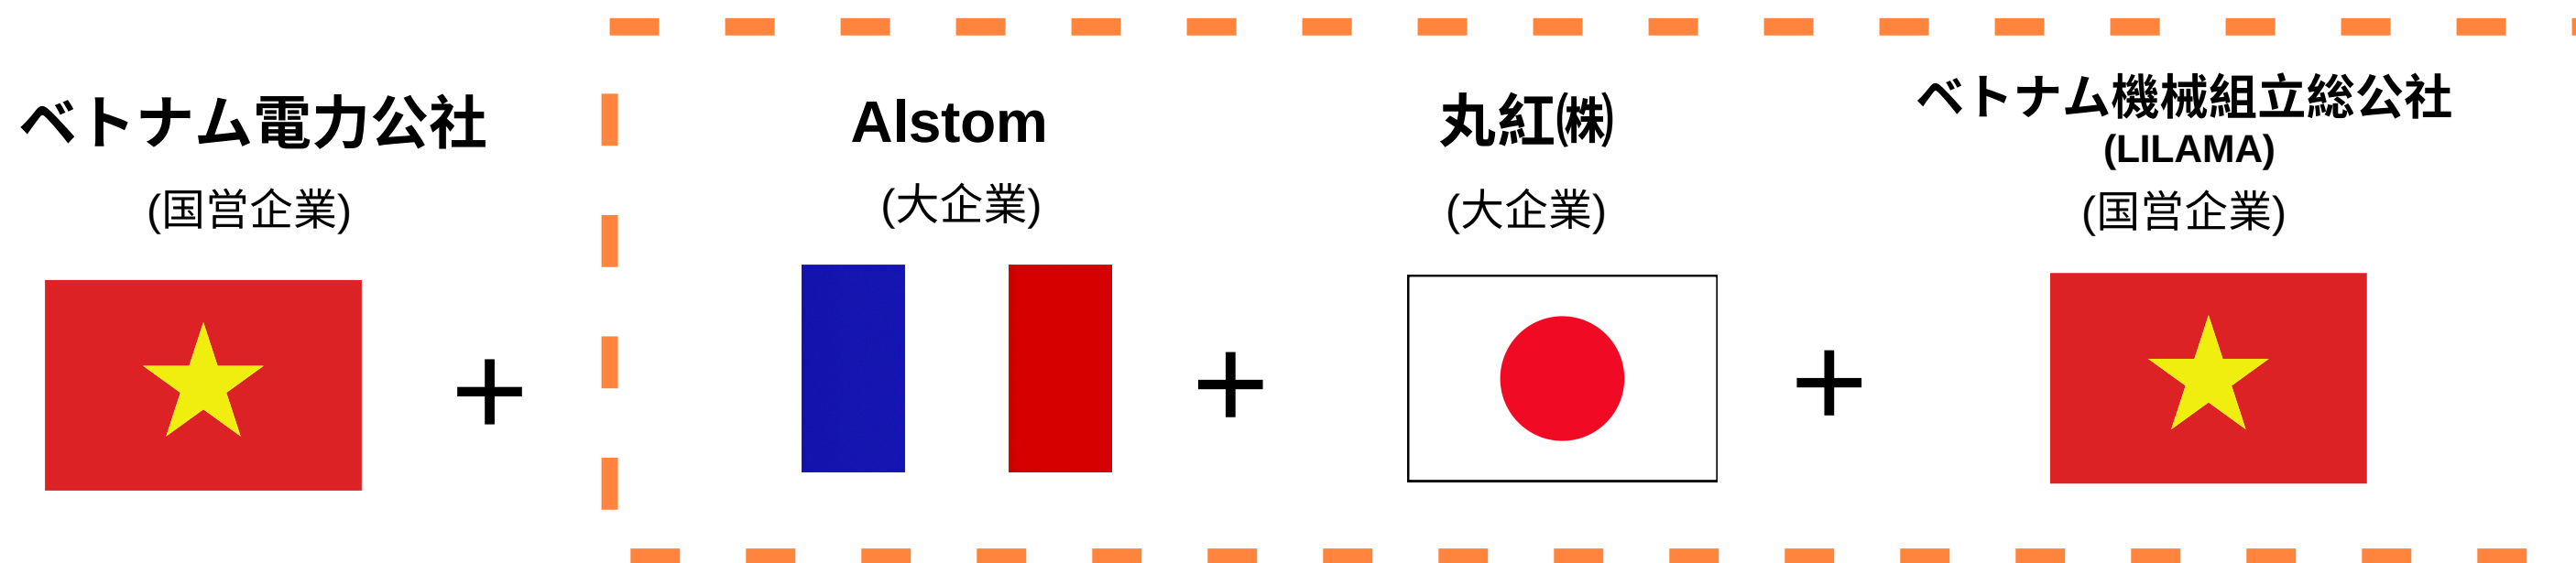 ベトナム電力公社
(国営企業)
+
Alstom
(大企業)
+
丸紅㈱
(大企業)
+
ベトナム機械組立総公社
(LILAMA)
(国営企業)